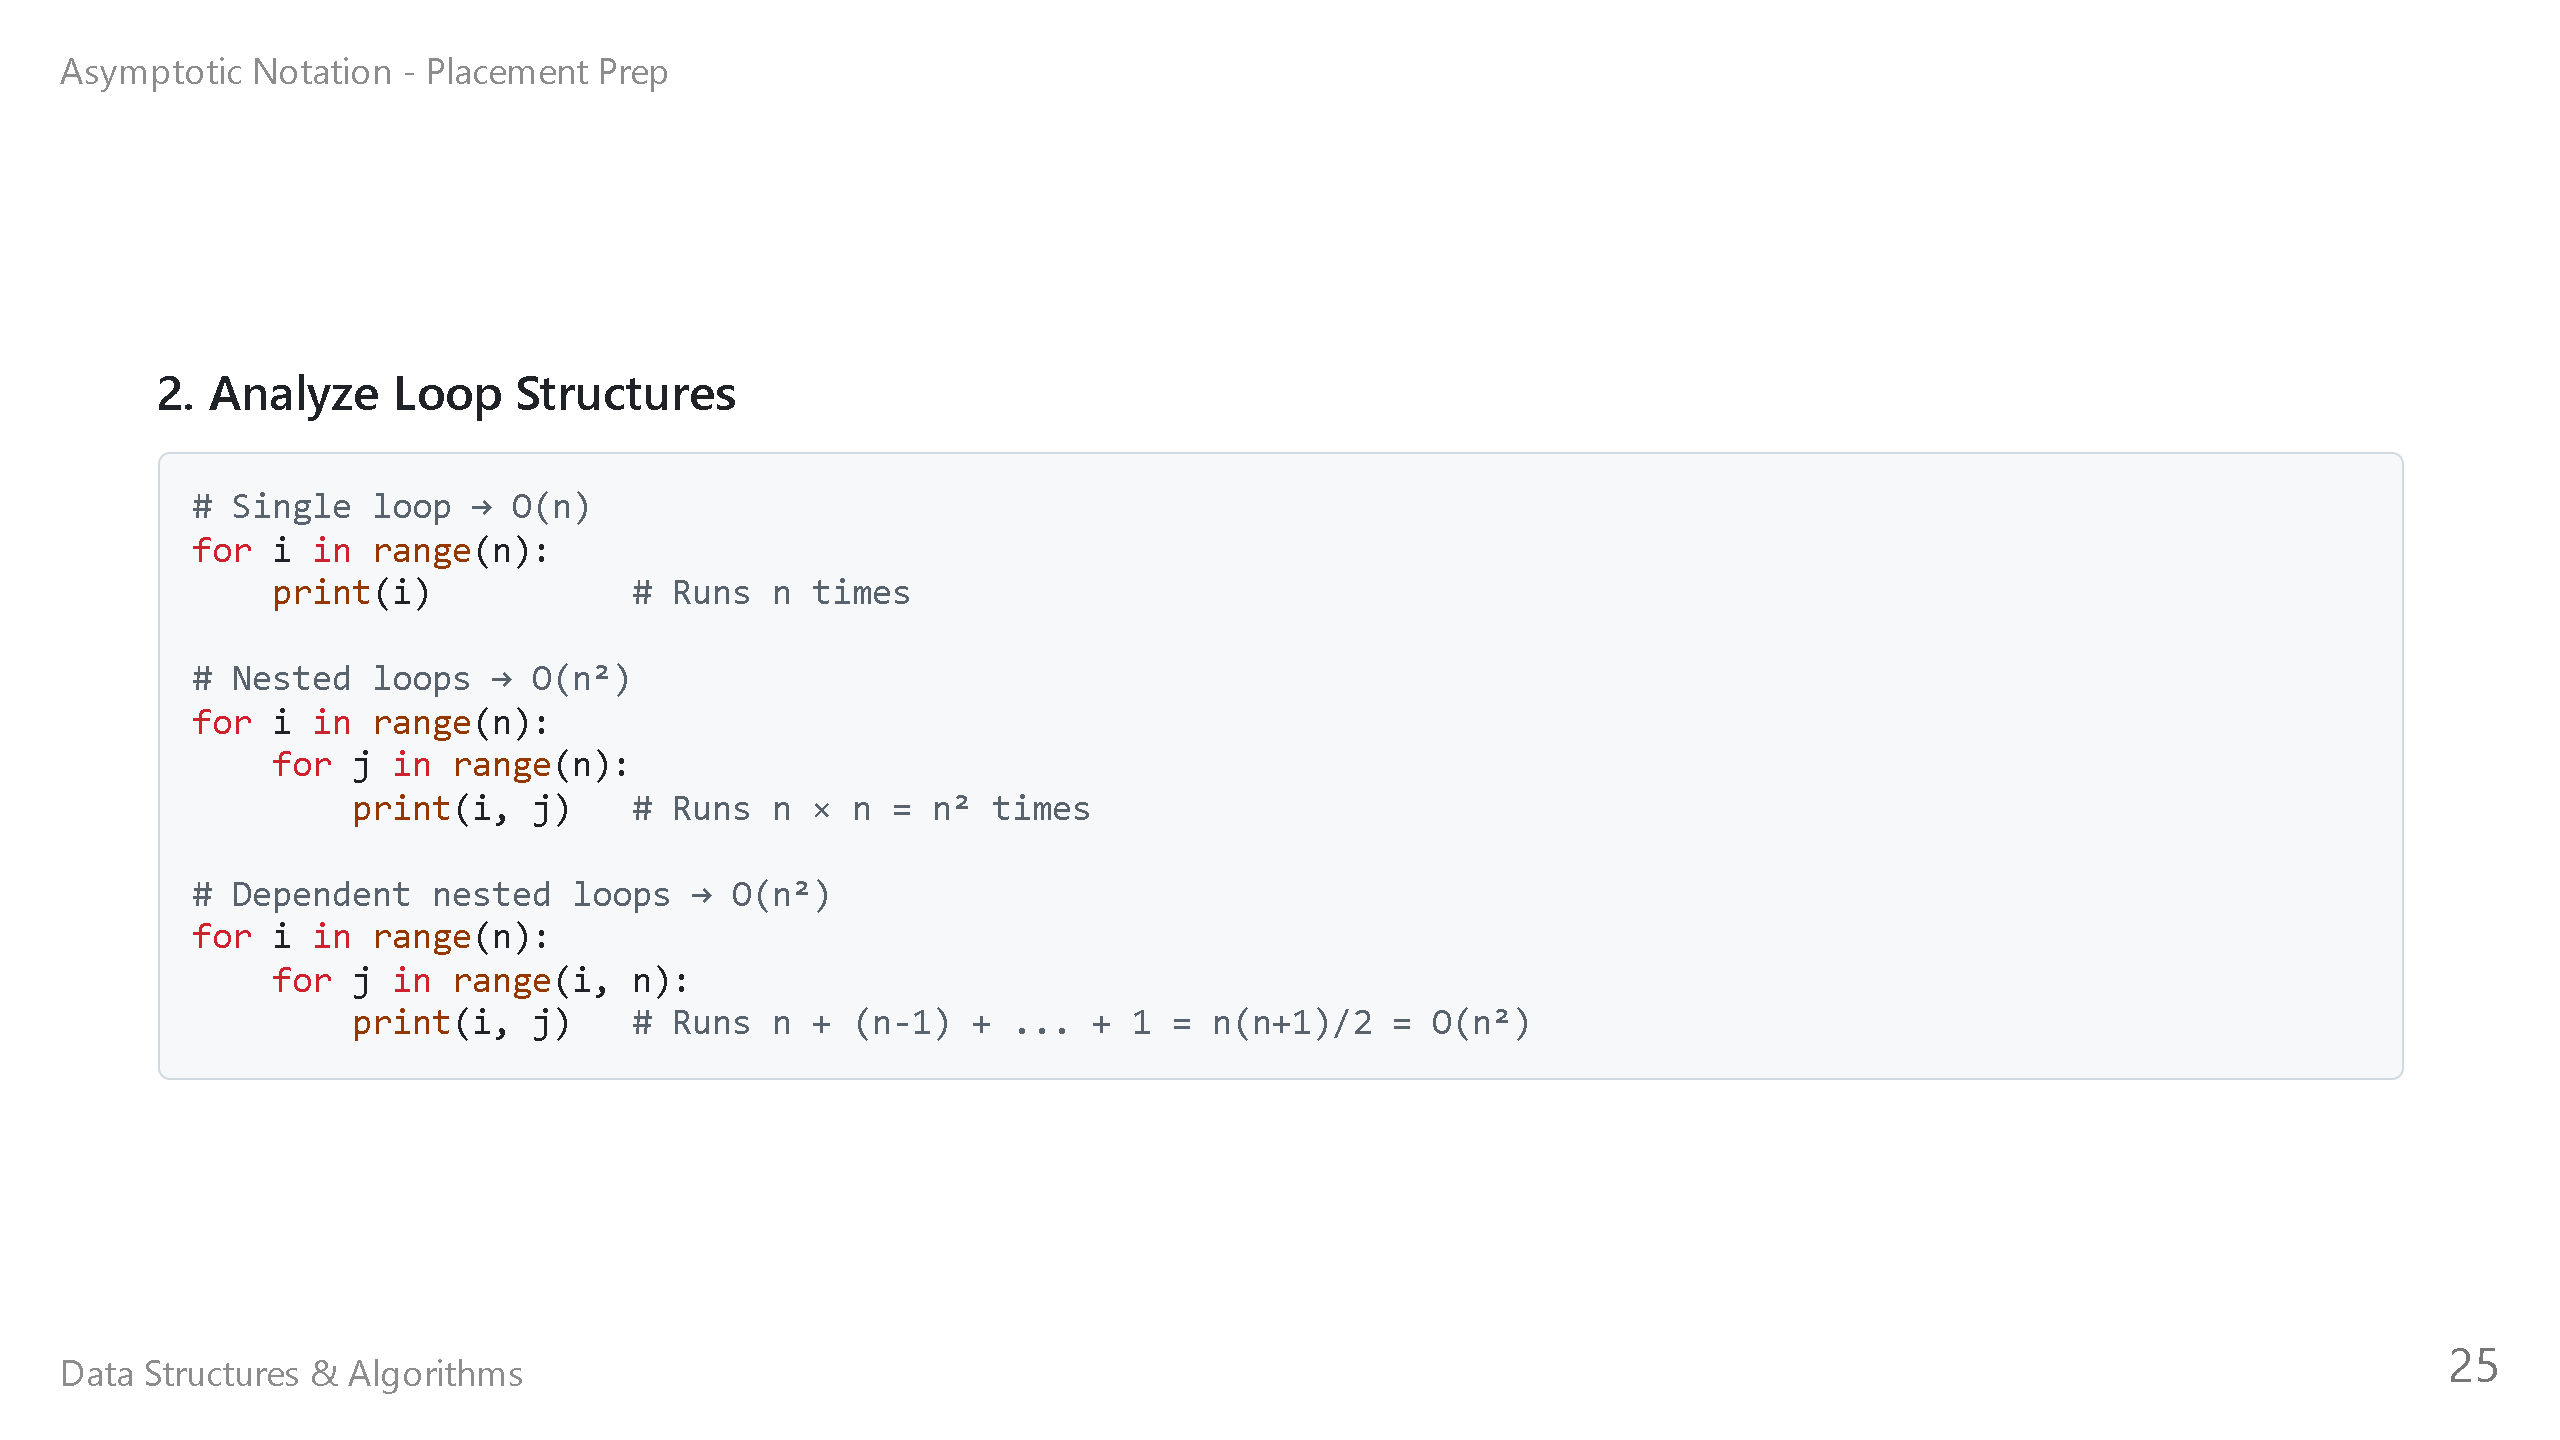 Asymptotic Notation - Placement Prep
2. Analyze Loop Structures
# Single loop → O(n)
for i in range(n):
    print(i)          # Runs n times
# Nested loops → O(n²)
for i in range(n):
    for j in range(n):
        print(i, j)   # Runs n × n = n² times
# Dependent nested loops → O(n²)
for i in range(n):
    for j in range(i, n):
        print(i, j)   # Runs n + (n-1) + ... + 1 = n(n+1)/2 = O(n²)
Data Structures & Algorithms
25